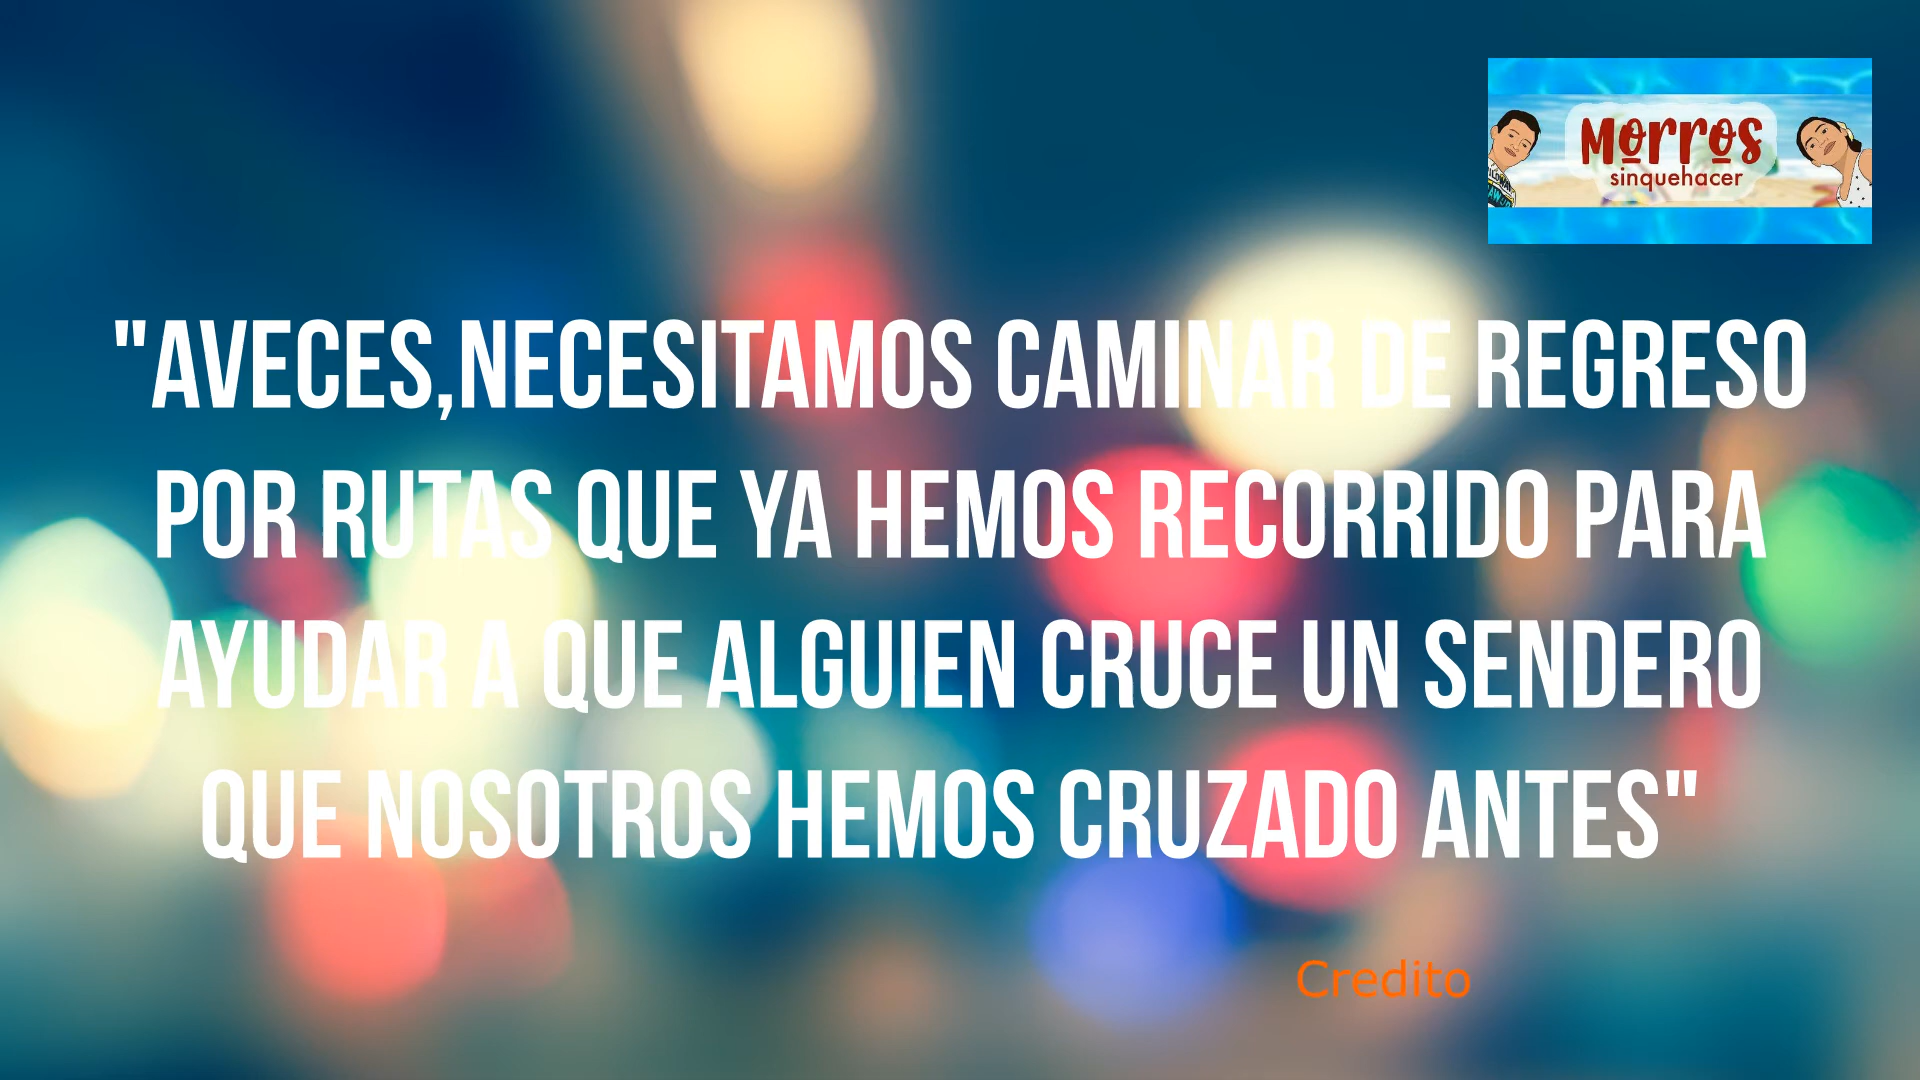 Morros
sinquehacer
"AVECES,NECESITAMOS CAMINAR DE REGRESO
POR RUTAS QUE YA HEMOS RECORRIDO PARA
AYUDAR A QUE ALGUIEN CRUCE UN SENDERO
QUE NOSOTROS HEMOS CRUZADO ANTES"
Credito